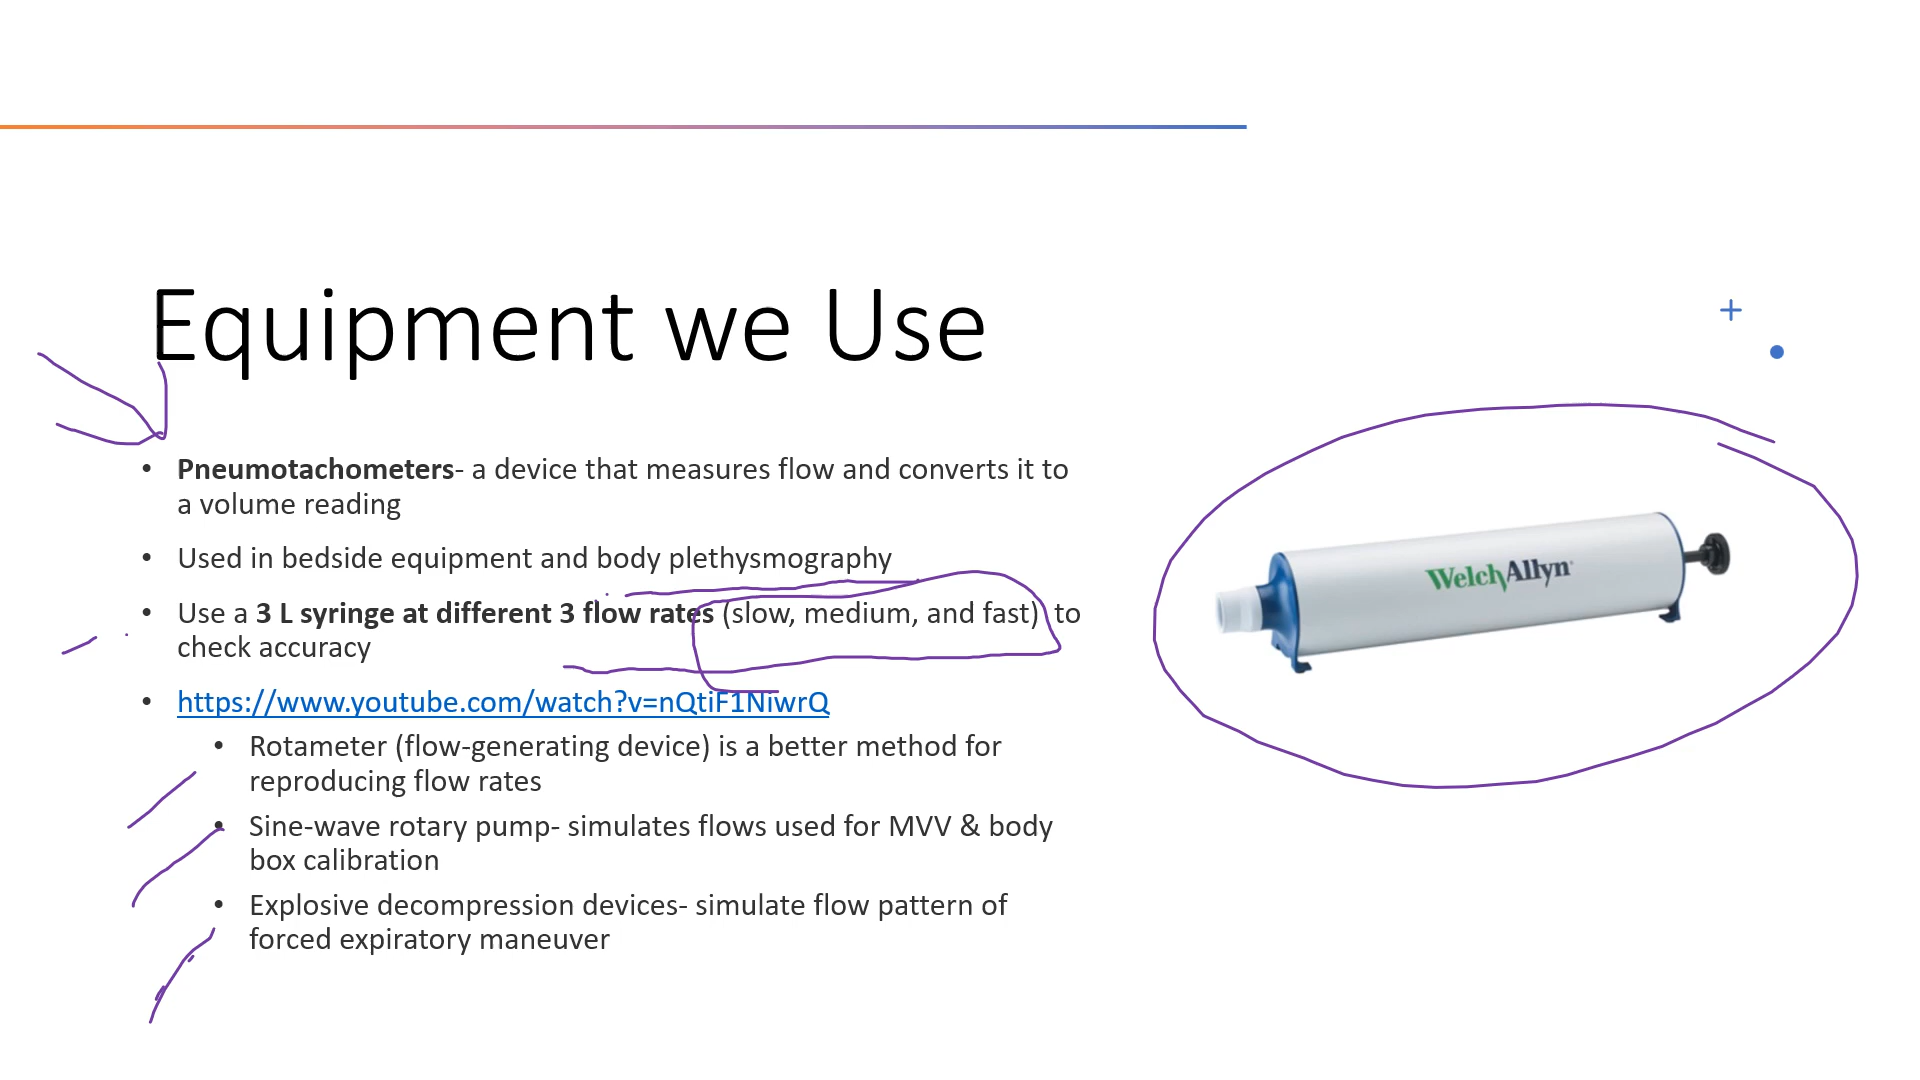 Equipment we Use
• Pneumotachometers- a device that measures flow and converts it to
a volume reading
• Used in bedside equipment and body plethysmography
• Use a 3 L syringe at different 3 flow rates (slow, medium, and fast)  to
check accuracy
• https://www.youtube.com/watch?v=nQtiF1NiwrQ
• Rotameter (flow-generating device) is a better method for
reproducing flow rates
• Sine-wave rotary pump- simulates flows used for MVV & body
box calibration
• Explosive decompression devices- simulate flow pattern of
forced expiratory maneuver
WelchAllyn